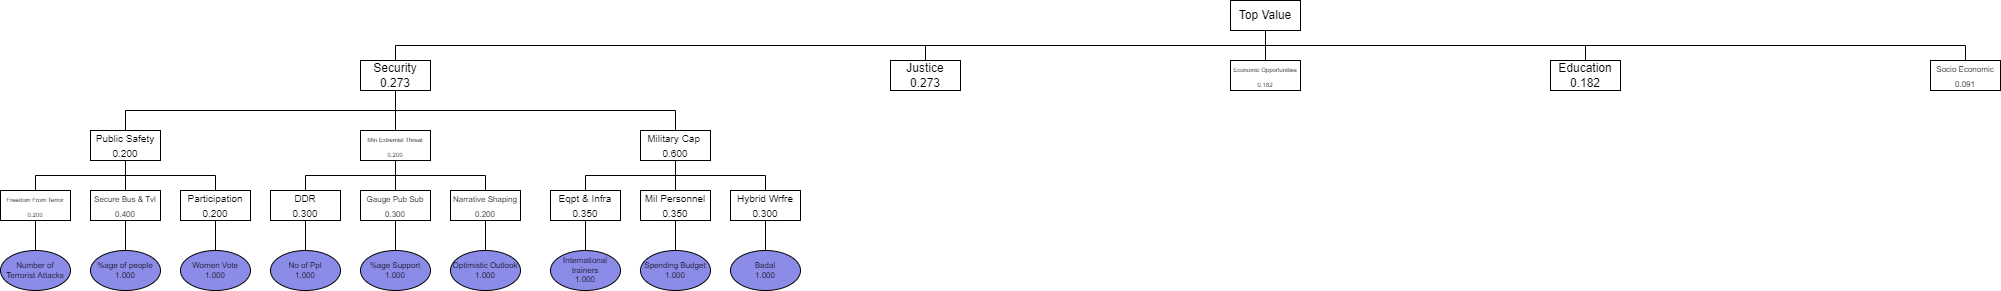 Top Value
Security
0.273
Justice
0.273
Economic Opportunities
0.182
Education
0.182
Socio Economic
0.091
Public Safety
0.200
Min Extremist Threat
0.200
Military Cap
0.600
Freedom From Terror
0.200
Secure Bus & Tvl
0.400
Participation
0.200
DDR
0.300
Gauge Pub Sub
0.300
Narrative Shaping
0.200
Eqpt & Infra
0.350
Mil Personnel
0.350
Hybrid Wrfre
0.300
Number of
Terrorist Attacks
%age of people
1.000
Women Vote
1.000
No of Ppl
1.000
%age Support
1.000
Optimistic Outlook
1.000
International
trainers
1.000
Spending Budget
1.000
Badal
1.000